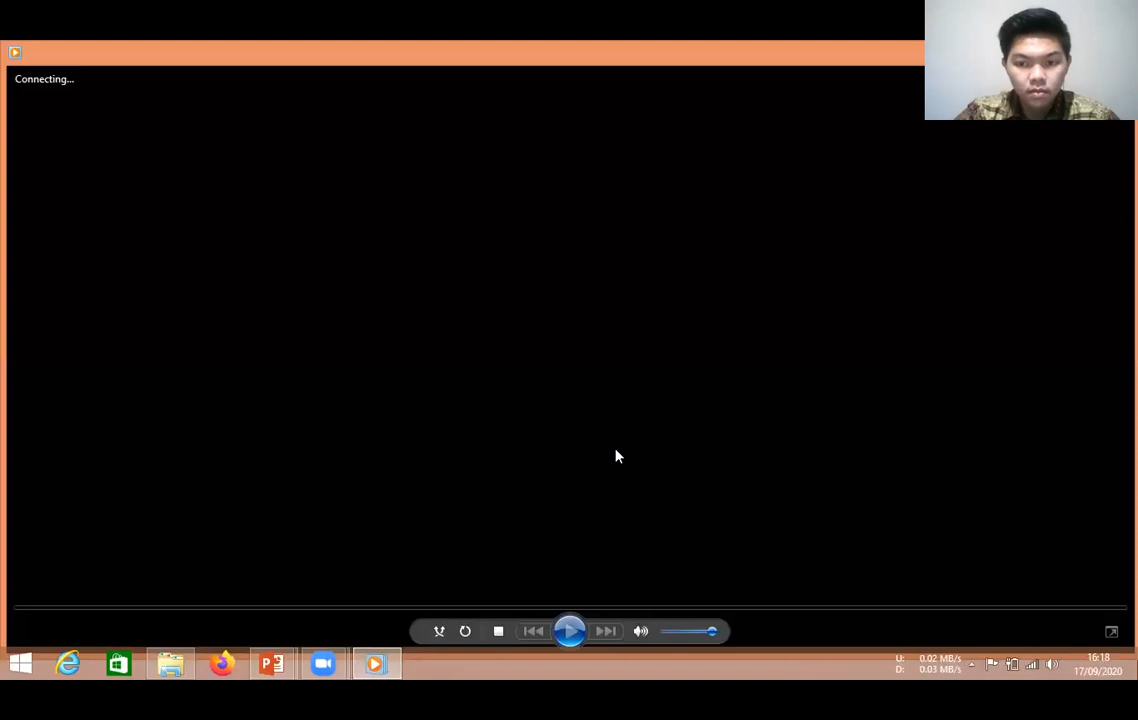 Connecting...
U: 0.02 MB/s
D: 0.03 MB/s
16:18
17/09/2020